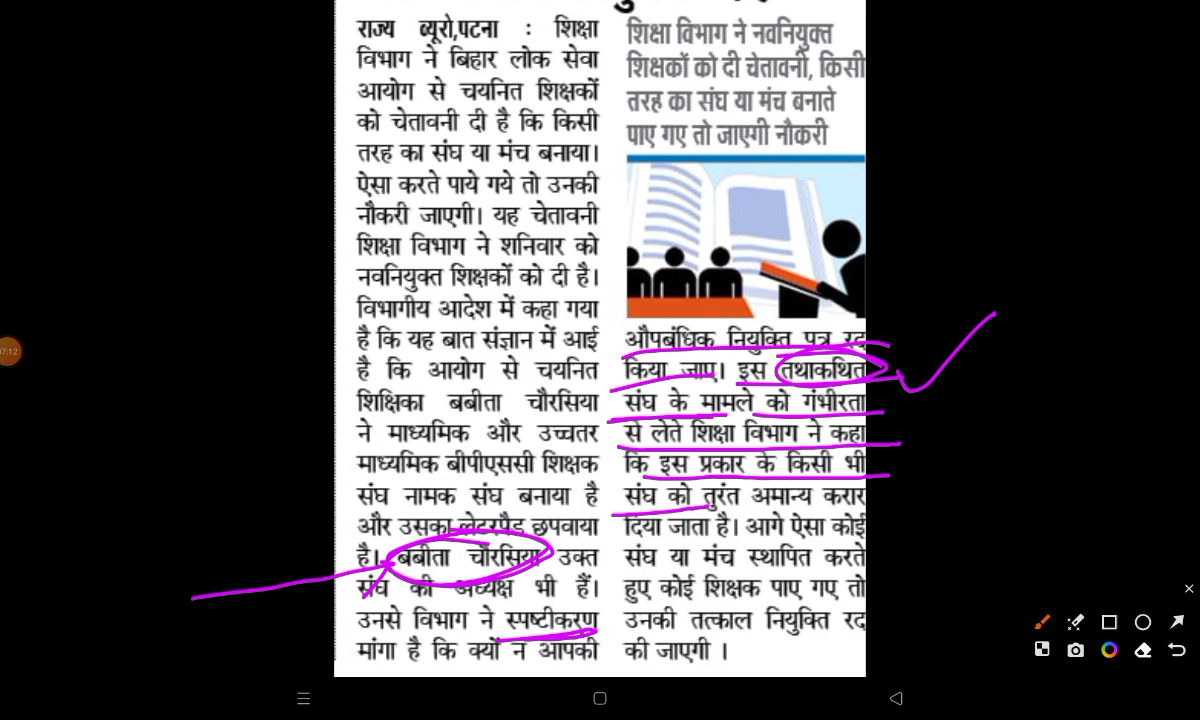 राज्य ब्यूरो,पटना : शिक्षा
विभाग ने बिहार लोक सेवा
आयोग से चयनित शिक्षकों
को चेतावनी दी है कि किसी
तरह का संघ या मंच बनाया।
ऐसा करते पाये गये तो उनकी
नौकरी जाएगी। यह चेतावनी
शिक्षा विभाग ने शनिवार को
नवनियुक्त शिक्षकों को दी है।
विभागीय आदेश में कहा गया
है कि यह बात संज्ञान में आई
है कि आयोग से चयनित
शिक्षिका बबीता चौरसिया
ने माध्यमिक और उच्चतर
माध्यमिक बीपीएससी शिक्षक
संघ नामक संघ बनाया है
और उसका लेटरपैड छपवाया
है। बबीता चौरसिया उक्त
संघ की अध्यक्ष भी हैं।
उनसे विभाग ने स्पष्टीकरण
मांगा है कि क्यों न आपकी
शिक्षा विभाग ने नवनियुक्त
शिक्षकों को दी चेतावनी, किसी
तरह का संघ या मंच बनाते
पाए गए तो जाएगी नौकरी
औपबंधिक नियुक्ति पत्र रद
किया जाए। इस तथाकथित
संघ के मामले को गंभीरता
से लेते शिक्षा विभाग ने कहा
कि इस प्रकार के किसी भी
संघ को तुरंत अमान्य करार
दिया जाता है। आगे ऐसा कोई
संघ या मंच स्थापित करते
हुए कोई शिक्षक पाए गए तो
उनकी तत्काल नियुक्ति रद
की जाएगी ।
07:12